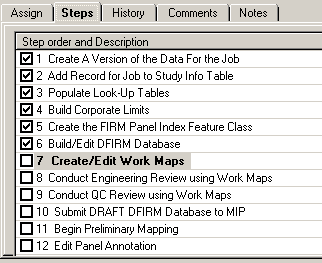 Assign Steps History Comments Notes
Step order and Description
1 Create A Version of the Data For the Job
2 Add Record for Job to Study Info Table
3 Populate Look-Up Tables
4 Build Corporate Limits
5 Create the FIRM Panel Index Feature Class
6 Build/Edit DFIRM Database
7 Create/Edit Work Maps
8 Conduct Engineering Review using Work Maps
9 Conduct QC Review using Work Maps
10 Submit DRAFT DFIRM Database to MIP
11 Begin Preliminary Mapping
12 Edit Panel Annotation